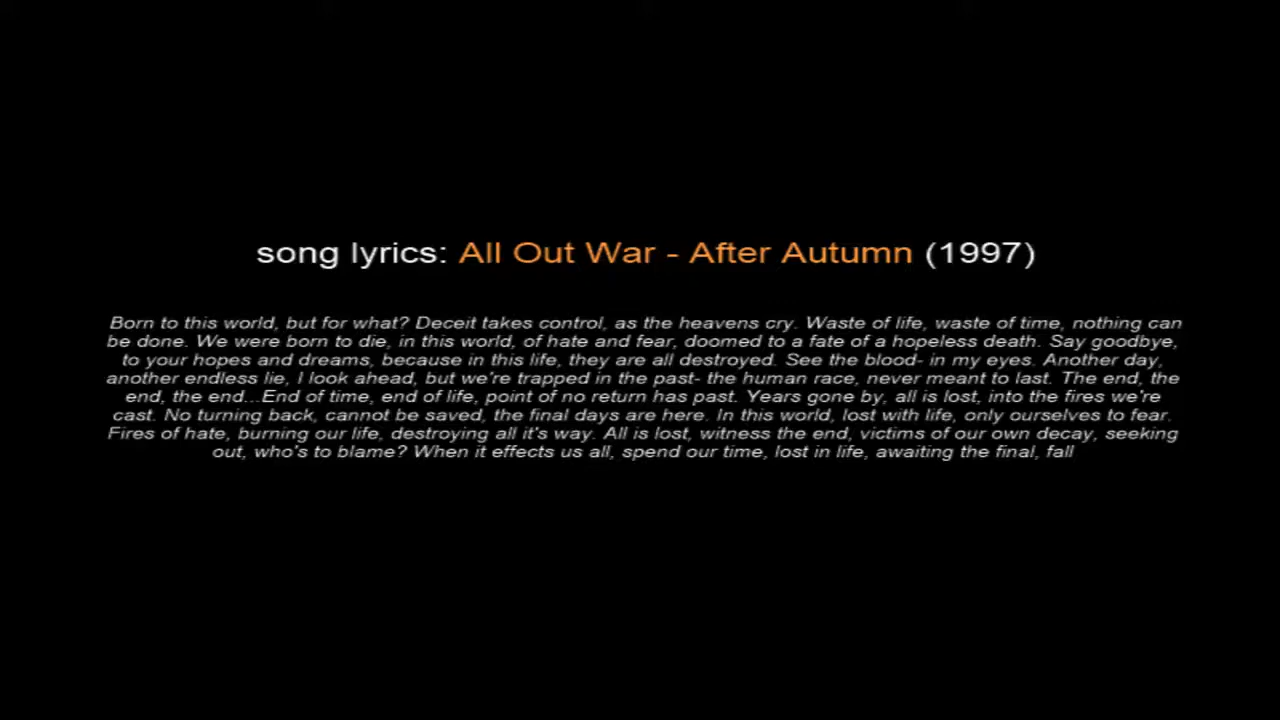 song lyrics: All Out War - After Autumn (1997)
Born to this world, but for what? Deceit takes control, as the heavens cry. Waste of life, waste of time, nothing can
be done. We were born to die, in this world, of hate and fear, doomed to a fate of a hopeless death. Say goodbye,
to your hopes and dreams, because in this life, they are all destroyed. See the blood- in my eyes. Another day,
another endless lie, I look ahead, but we're trapped in the past- the human race, never meant to last. The end, the
end, the end...End of time, end of life, point of no return has past. Years gone by, all is lost, into the fires we're
cast. No turning back, cannot be saved, the final days are here. In this world, lost with life, only ourselves to fear.
Fires of hate, burning our life, destroying all it's way. All is lost, witness the end, victims of our own decay, seeking
out, who's to blame? When it effects us all, spend our time, lost in life, awaiting the final, fall